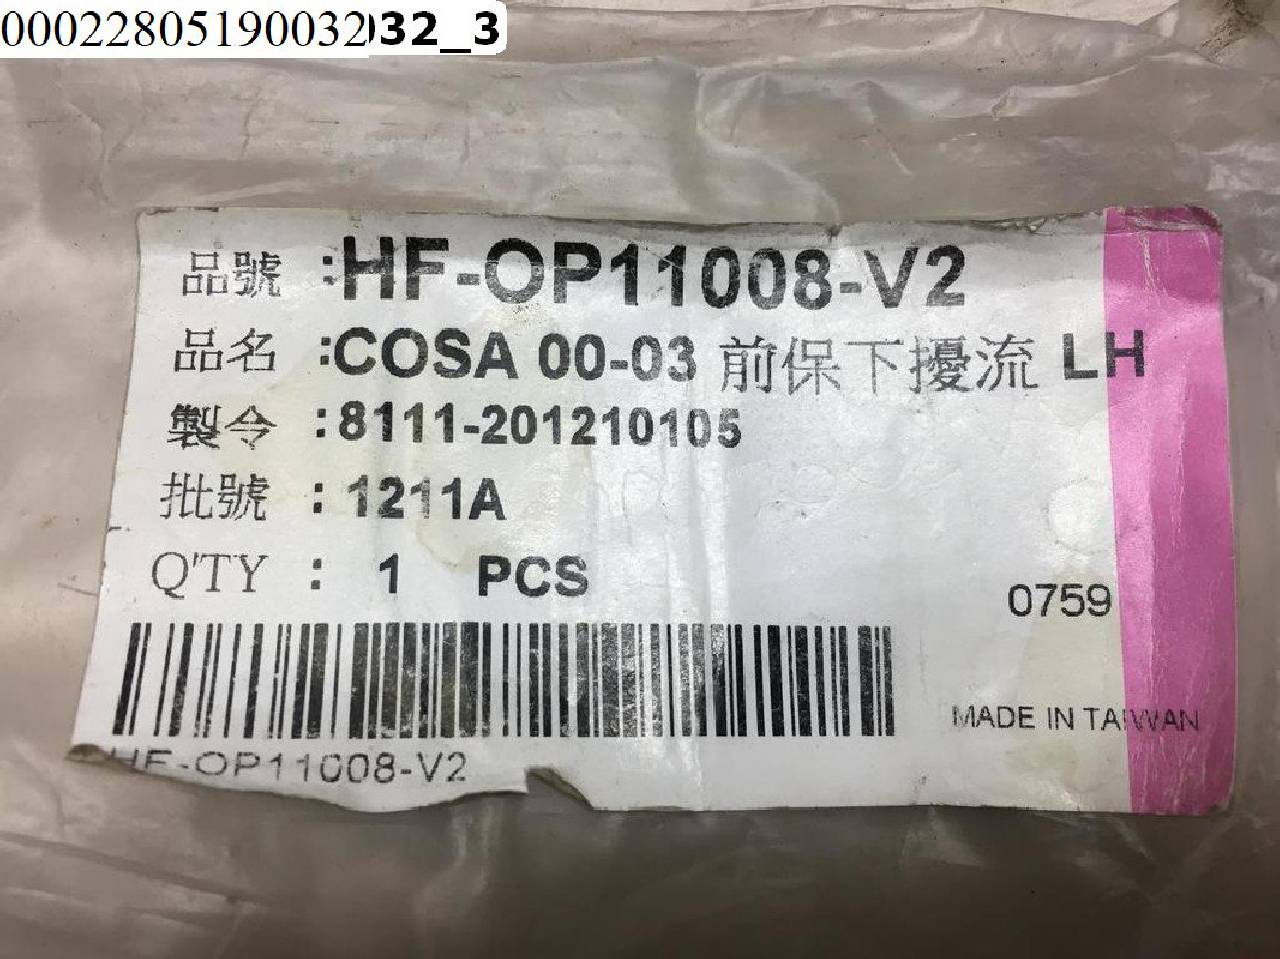 00022805190032032_3
品號 :HF-OP11008-V2
品名 :COSA 00-03 前保下擾流 LH
製令 :8111-201210105
批號 : 1211A
Q'TY : 1 PCS
0759
MADE IN TAIWAN
HF-OP11008-V2